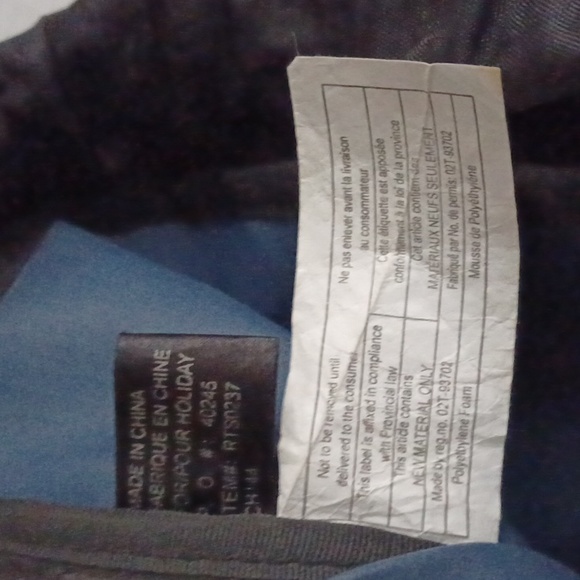 MADE IN CHINA
FABRIQUE EN CHINE
FOR/POUR HOLIDAY
P. O. #: 40245
ITEM#: RTS0237
Not to be removed until
delivered to the consumer
This label is affixed in compliance
with Provincial law
This article contains
NEW MATERIAL ONLY
Made by reg.no. 02T-93702
Polyethylene Foam
Ne pas enlever avant la livraison
au consommateur
Cette étiquette est apposée
conformément à la loi de la province
Cet article contient des
MATÉRIAUX NEUFS SEULEMENT
Fabriqué par No. de permis: 02T-93702
Mousse de Polyéthylène